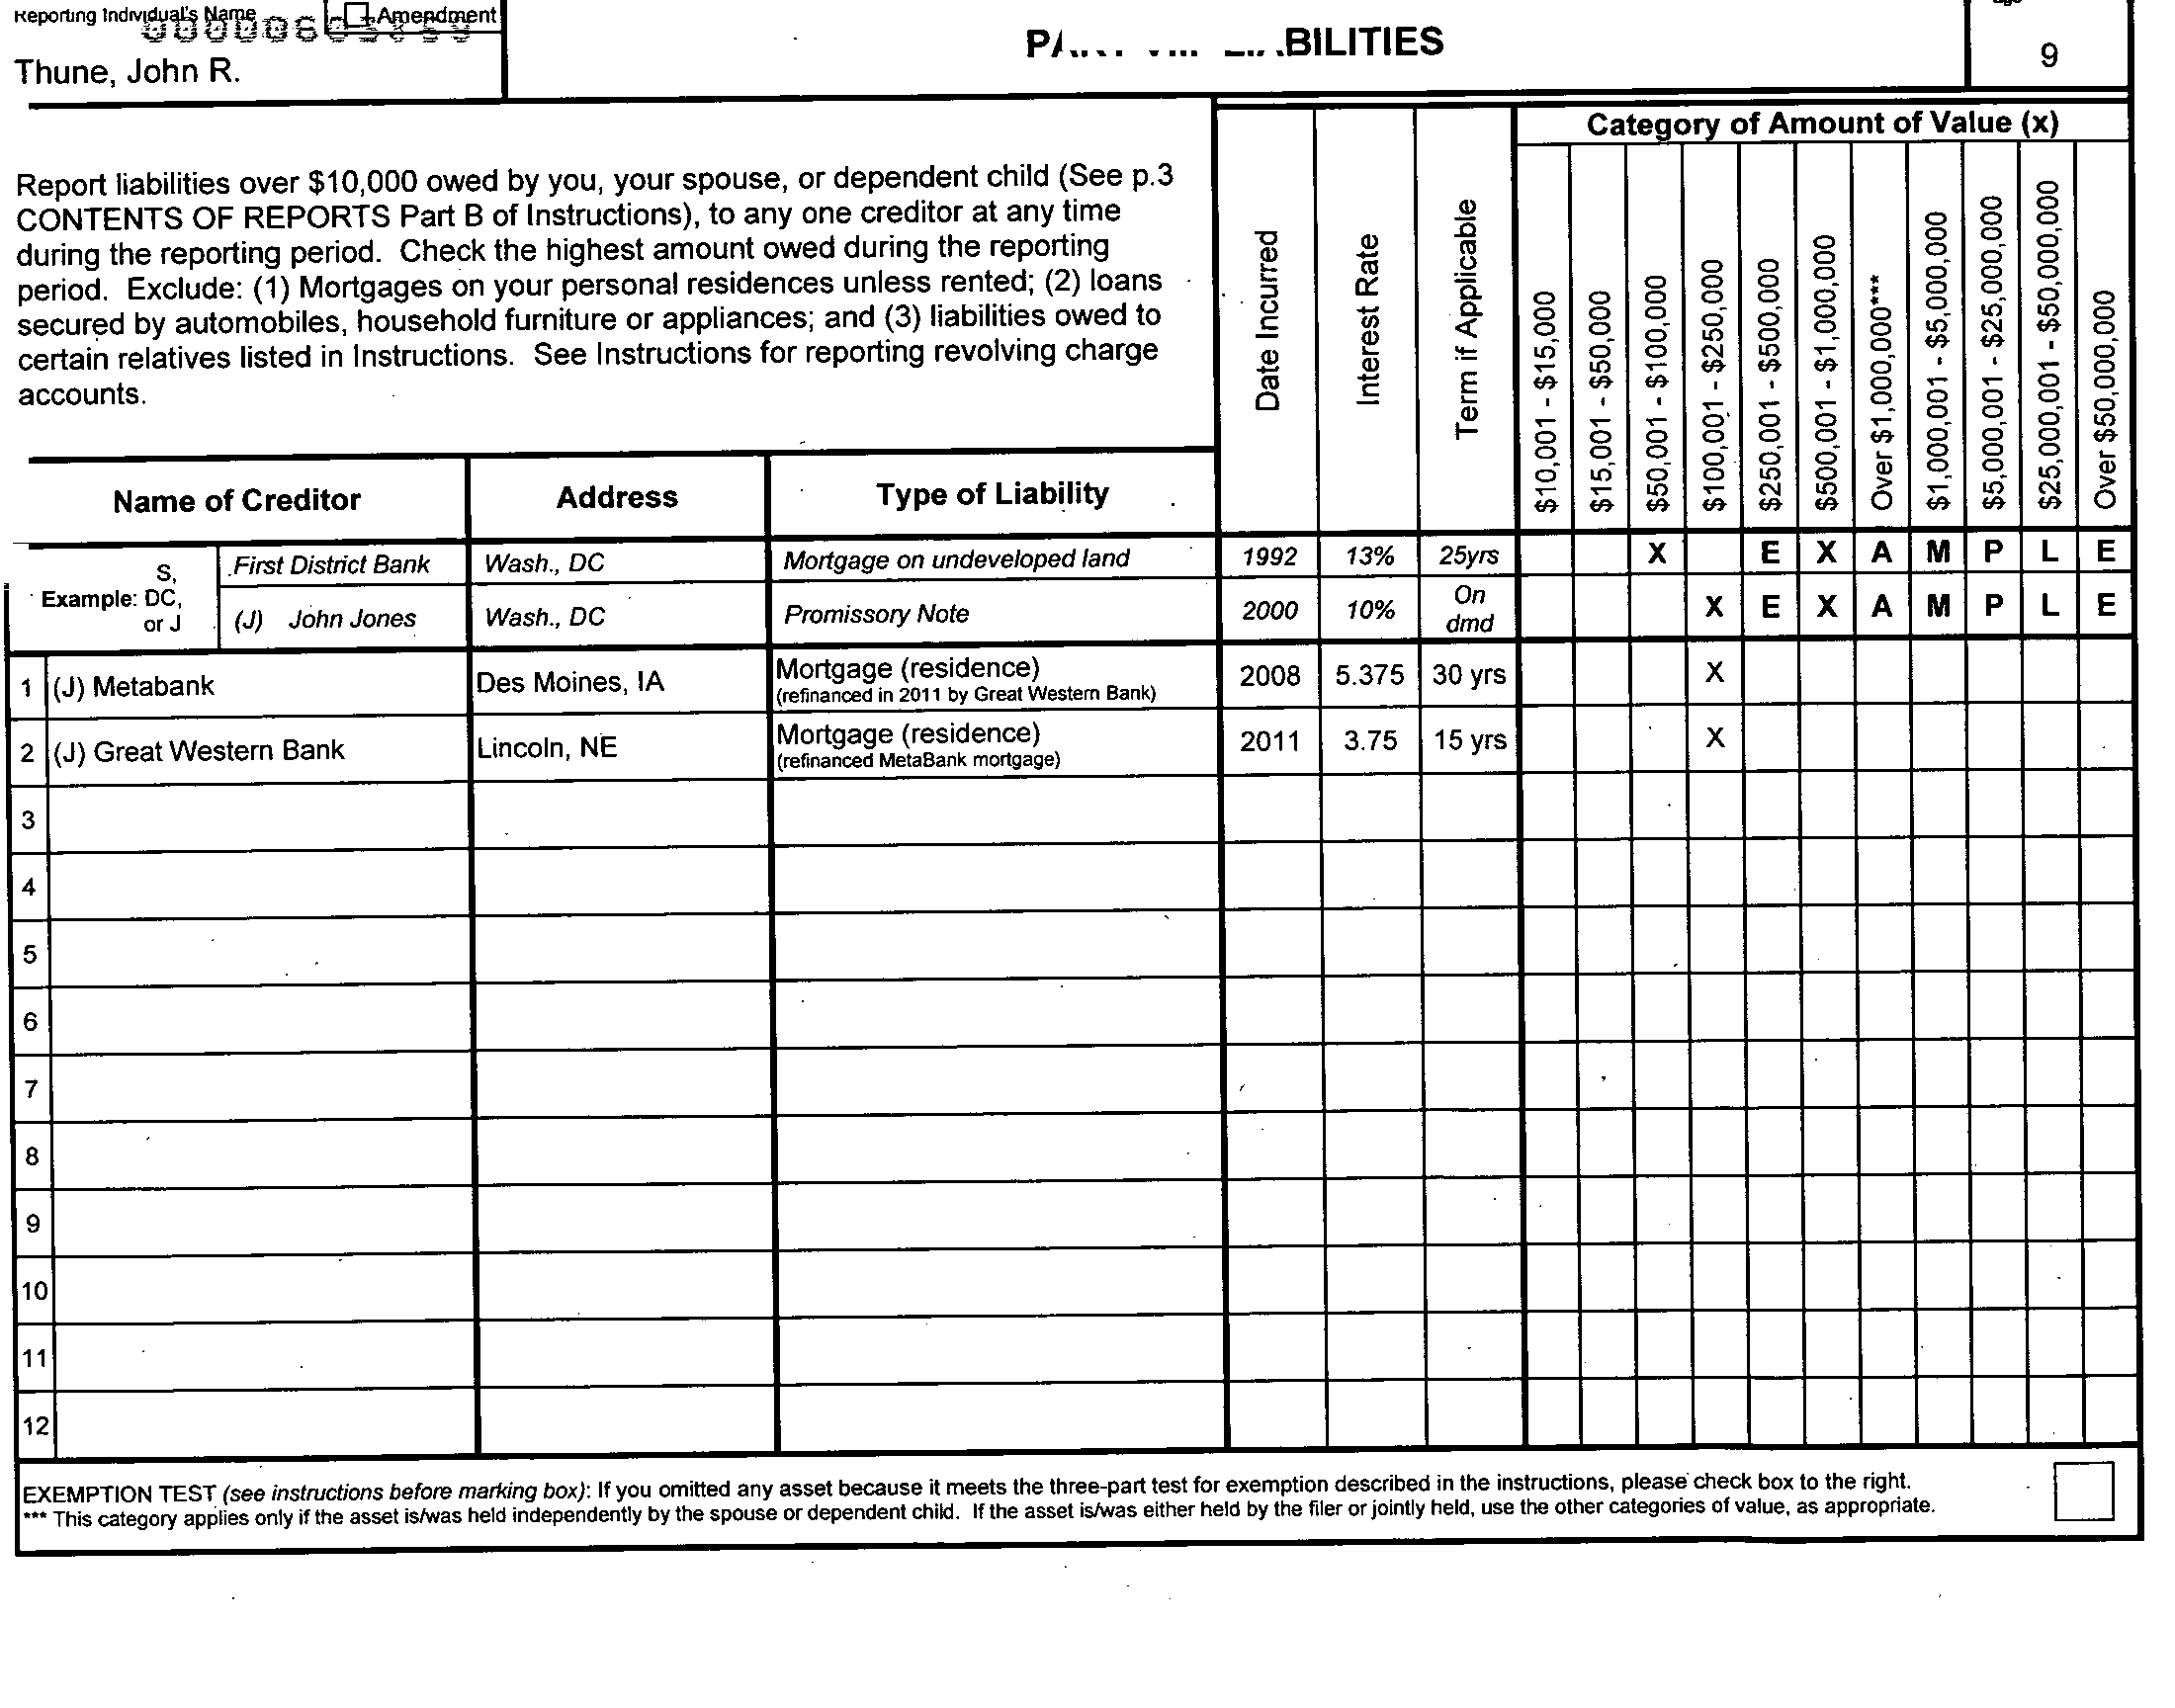 Reporting Individual's Name
Amendment
Thune, John R.
BILITIES
9
Report liabilities over $10,000 owed by you, your spouse, or dependent child (See p.3
CONTENTS OF REPORTS Part B of Instructions), to any one creditor at any time
during the reporting period. Check the highest amount owed during the reporting
period. Exclude: (1) Mortgages on your personal residences unless rented; (2) loans
secured by automobiles, household furniture or appliances; and (3) liabilities owed to
certain relatives listed in Instructions. See Instructions for reporting revolving charge
accounts.
Date Incurred
Interest Rate
Term if Applicable
Category of Amount of Value (x)
$10,001 - $15,000
$15,001 - $50,000
$50,001 - $100,000
$100,001 - $250,000
$250,001 - $500,000
$500,001 - $1,000,000
Over $1,000,000***
$1,000,001 - $5,000,000
$5,000,001 - $25,000,000
$25,000,001 - $50,000,000
Over $50,000,000
Name of Creditor Address Type of Liability
Example: S, DC, or J
First District Bank Wash., DC Mortgage on undeveloped land 1992 13% 25yrs X E X A M P L E
(J) John Jones Wash., DC Promissory Note 2000 10% On dmd X E X A M P L E
1 (J) Metabank Des Moines, IA Mortgage (residence) 2008 5.375 30 yrs X
(refinanced in 2011 by Great Western Bank)
2 (J) Great Western Bank Lincoln, NE Mortgage (residence) 2011 3.75 15 yrs X
(refinanced MetaBank mortgage)
3
4
5
6
7
8
9
10
11
12
EXEMPTION TEST (see instructions before marking box): If you omitted any asset because it meets the three-part test for exemption described in the instructions, please check box to the right.
*** This category applies only if the asset is/was held independently by the spouse or dependent child. If the asset is/was either held by the filer or jointly held, use the other categories of value, as appropriate.